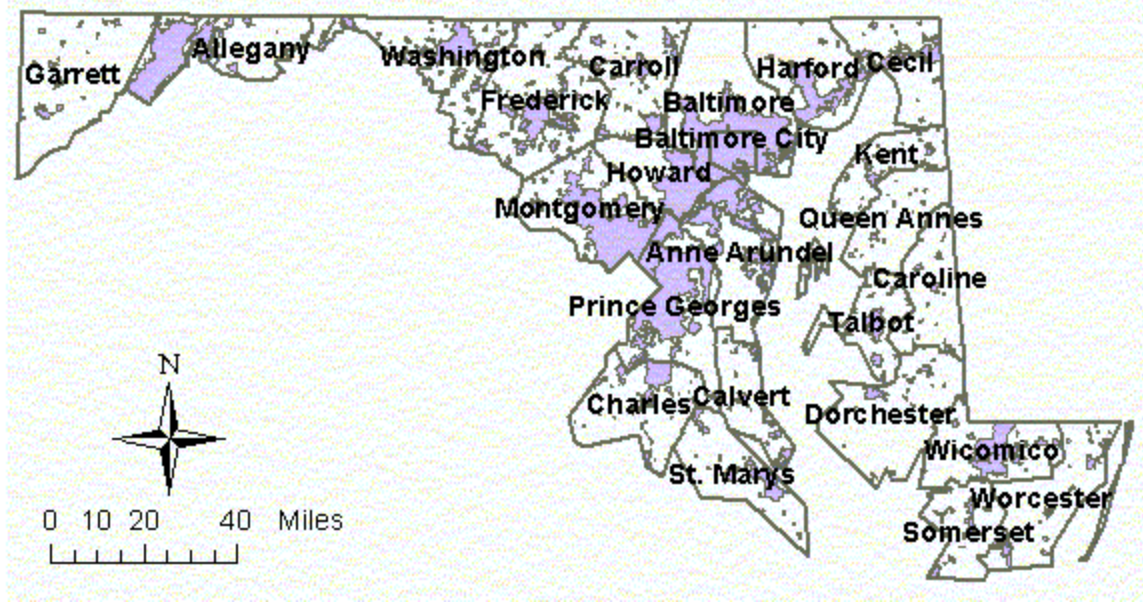 Garrett
Allegany
Washington
Frederick
Carroll
Harford
Cecil
Baltimore
Baltimore City
Kent
Howard
Montgomery
Queen Annes
Anne Arundel
Caroline
Prince Georges
Talbot
Charles
Calvert
Dorchester
Wicomico
St. Marys
Worcester
Somerset
N
0 10 20 40 Miles